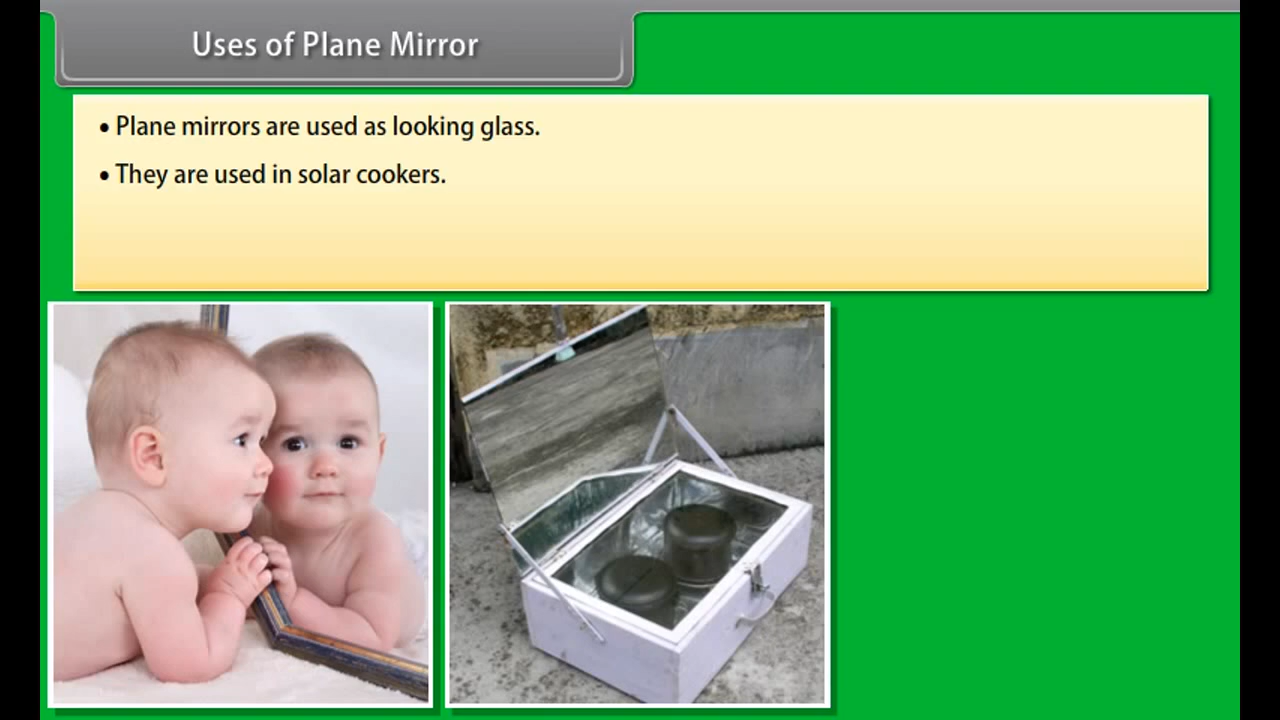 Uses of Plane Mirror
• Plane mirrors are used as looking glass.
• They are used in solar cookers.